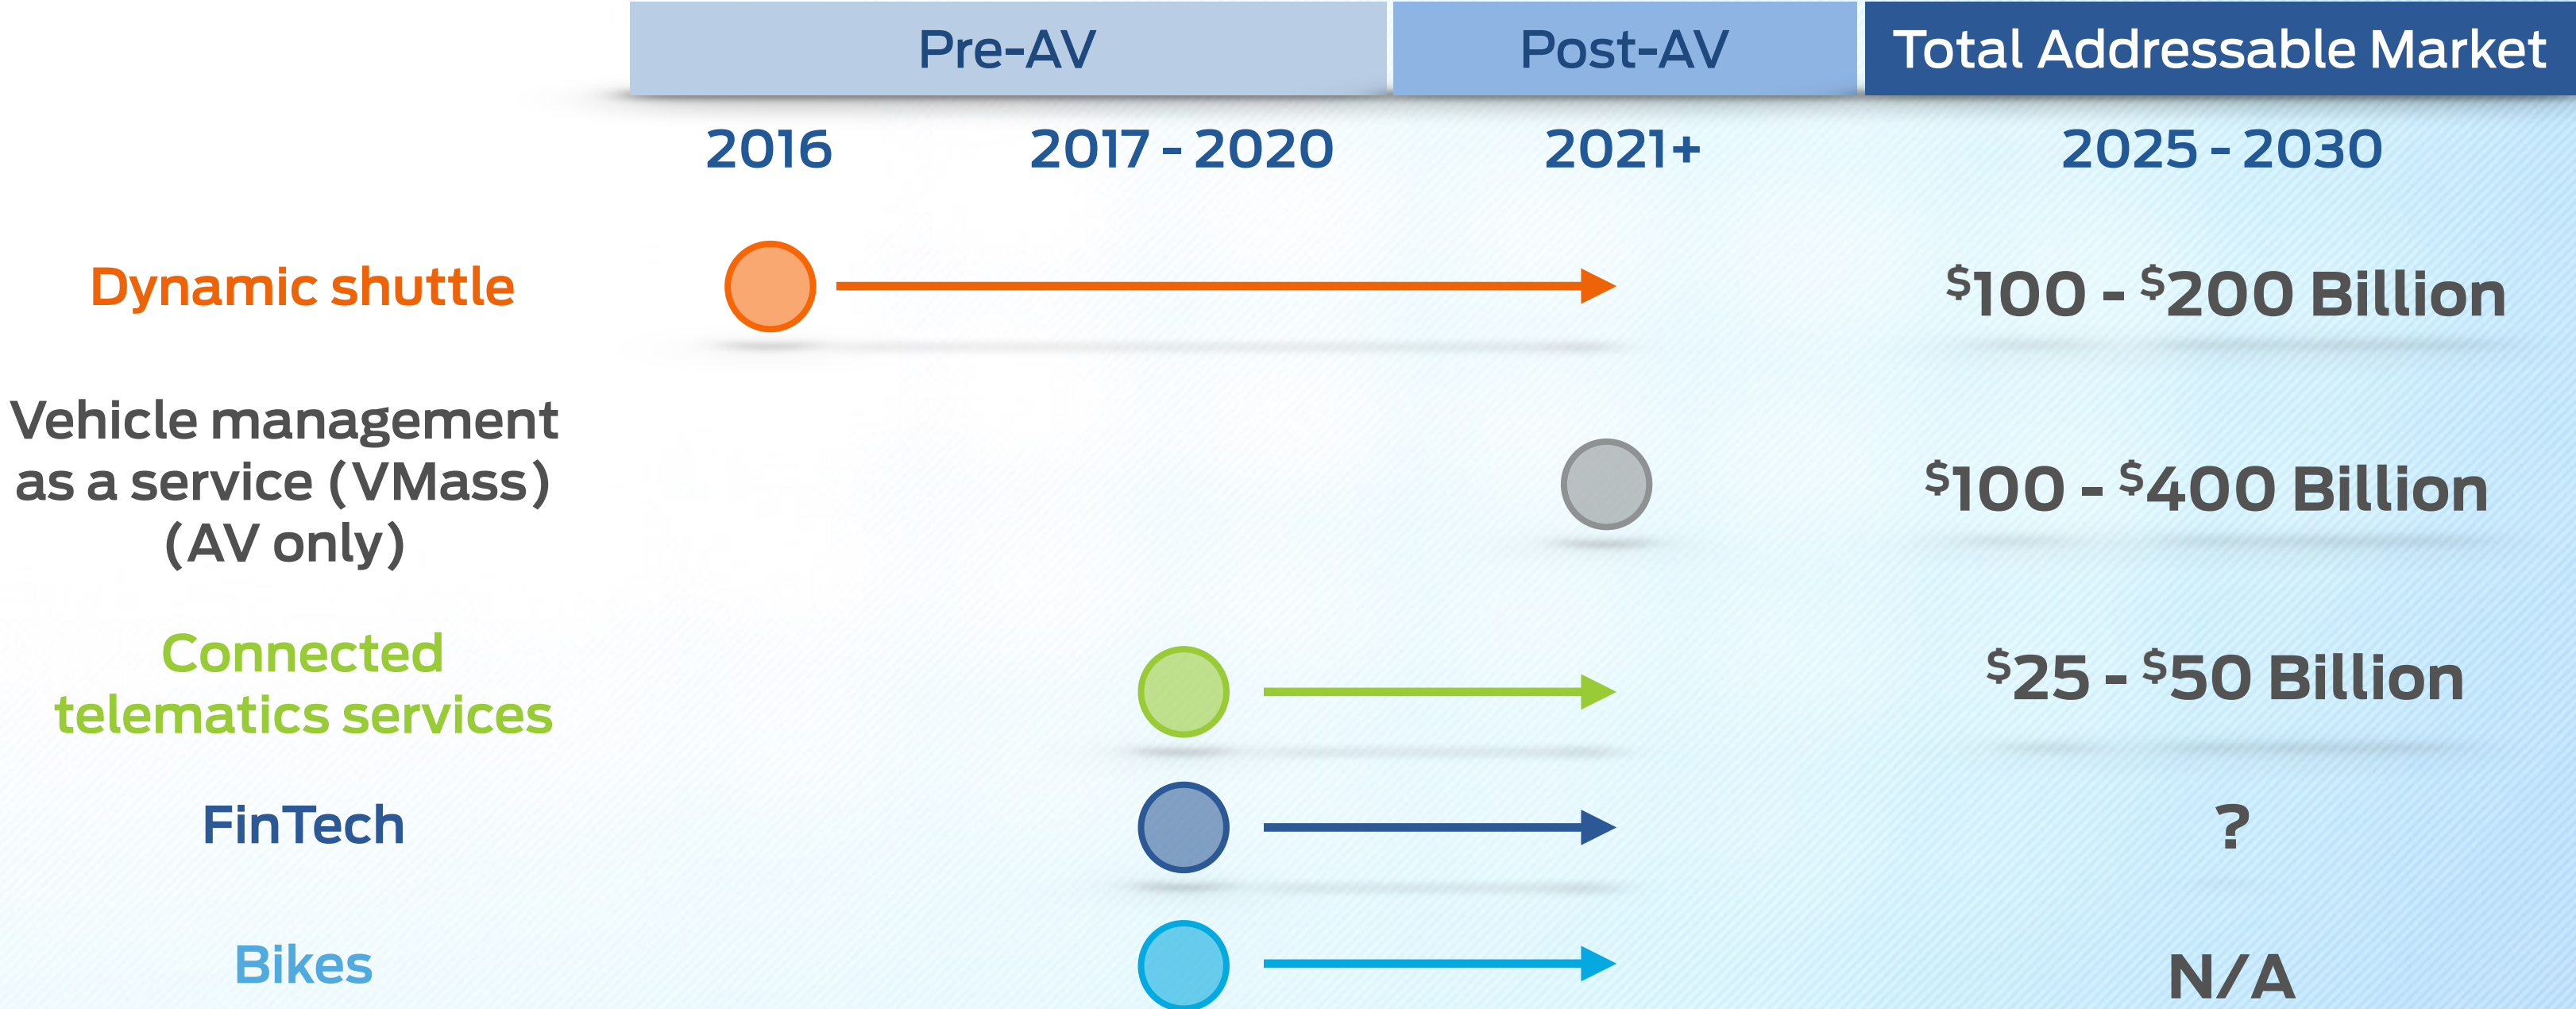 Pre-AV
Post-AV
Total Addressable Market
2016
2017 - 2020
2021+
2025 - 2030
Dynamic shuttle
$100 - $200 Billion
Vehicle management
as a service (VMass)
(AV only)
$100 - $400 Billion
Connected
telematics services
$25 - $50 Billion
FinTech
?
Bikes
N/A